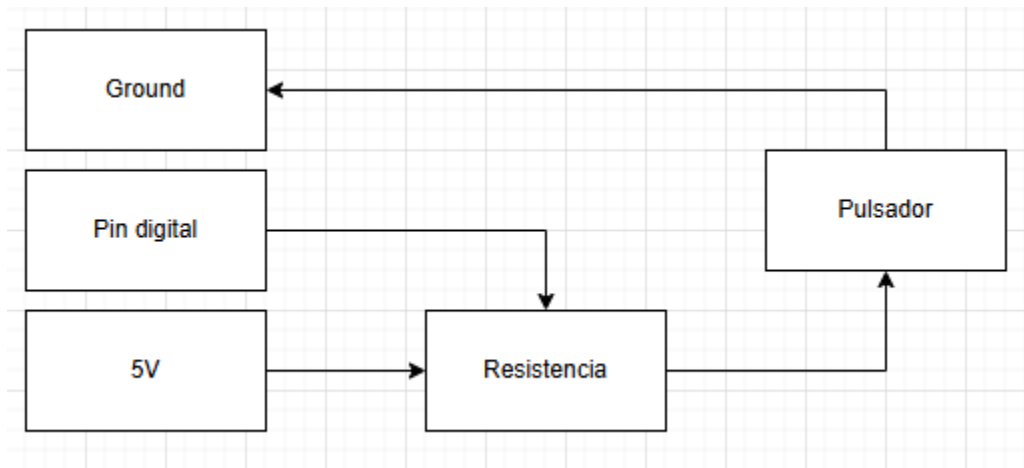 Ground
Pin digital
Pulsador
5V
Resistencia